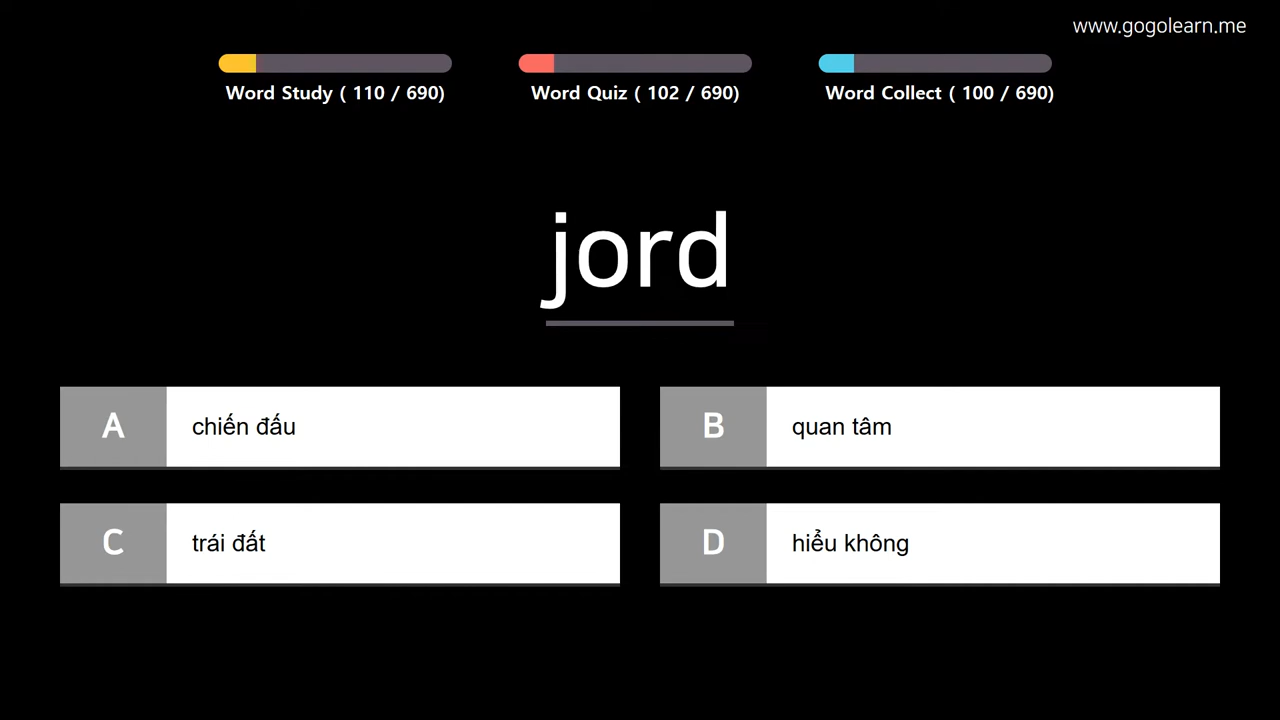 www.gogolearn.me
Word Study ( 110 / 690)
Word Quiz ( 102 / 690)
Word Collect ( 100 / 690)
jord
A chiến đấu
B quan tâm
C trái đất
D hiểu không